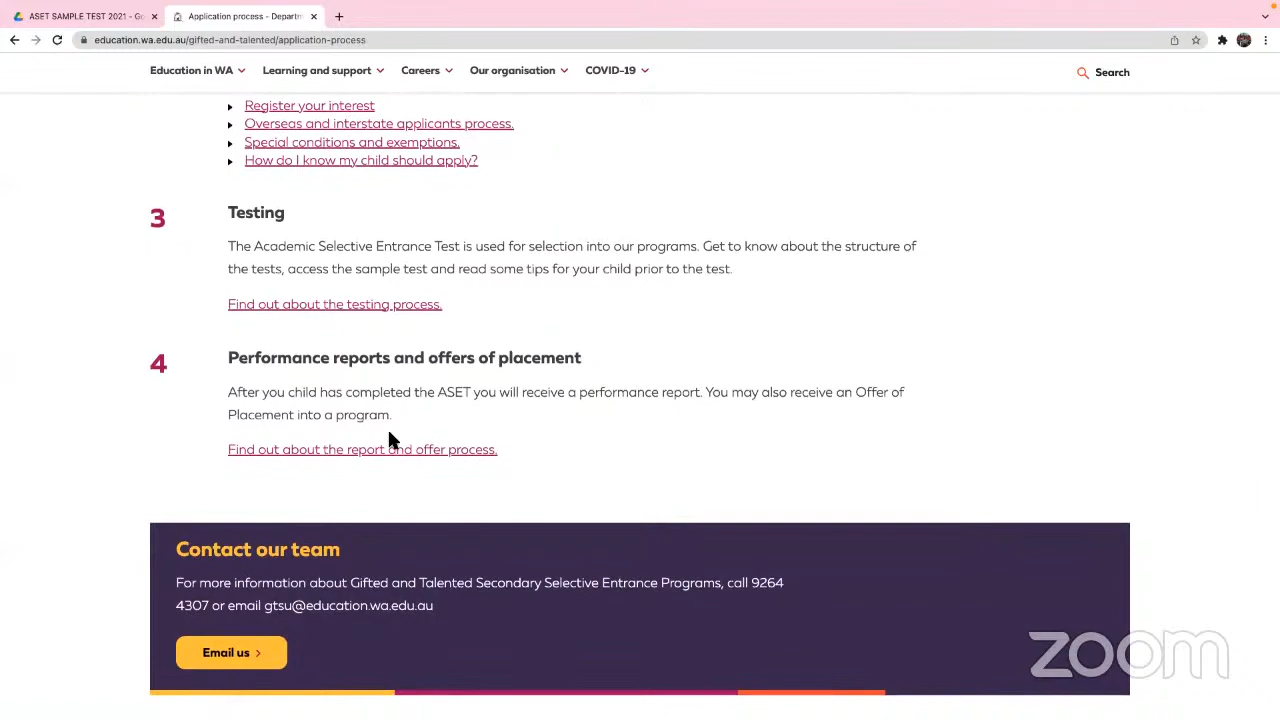 ASET SAMPLE TEST 2021 - Go
Application process - Departm
education.wa.edu.au/gifted-and-talented/application-process
Education in WA
Learning and support
Careers
Our organisation
COVID-19
Search
Register your interest
Overseas and interstate applicants process.
Special conditions and exemptions.
How do I know my child should apply?
3
Testing
The Academic Selective Entrance Test is used for selection into our programs. Get to know about the structure of
the tests, access the sample test and read some tips for your child prior to the test.
Find out about the testing process.
4
Performance reports and offers of placement
After you child has completed the ASET you will receive a performance report. You may also receive an Offer of
Placement into a program.
Find out about the report and offer process.
Contact our team
For more information about Gifted and Talented Secondary Selective Entrance Programs, call 9264
4307 or email gtsu@education.wa.edu.au
Email us
zoom